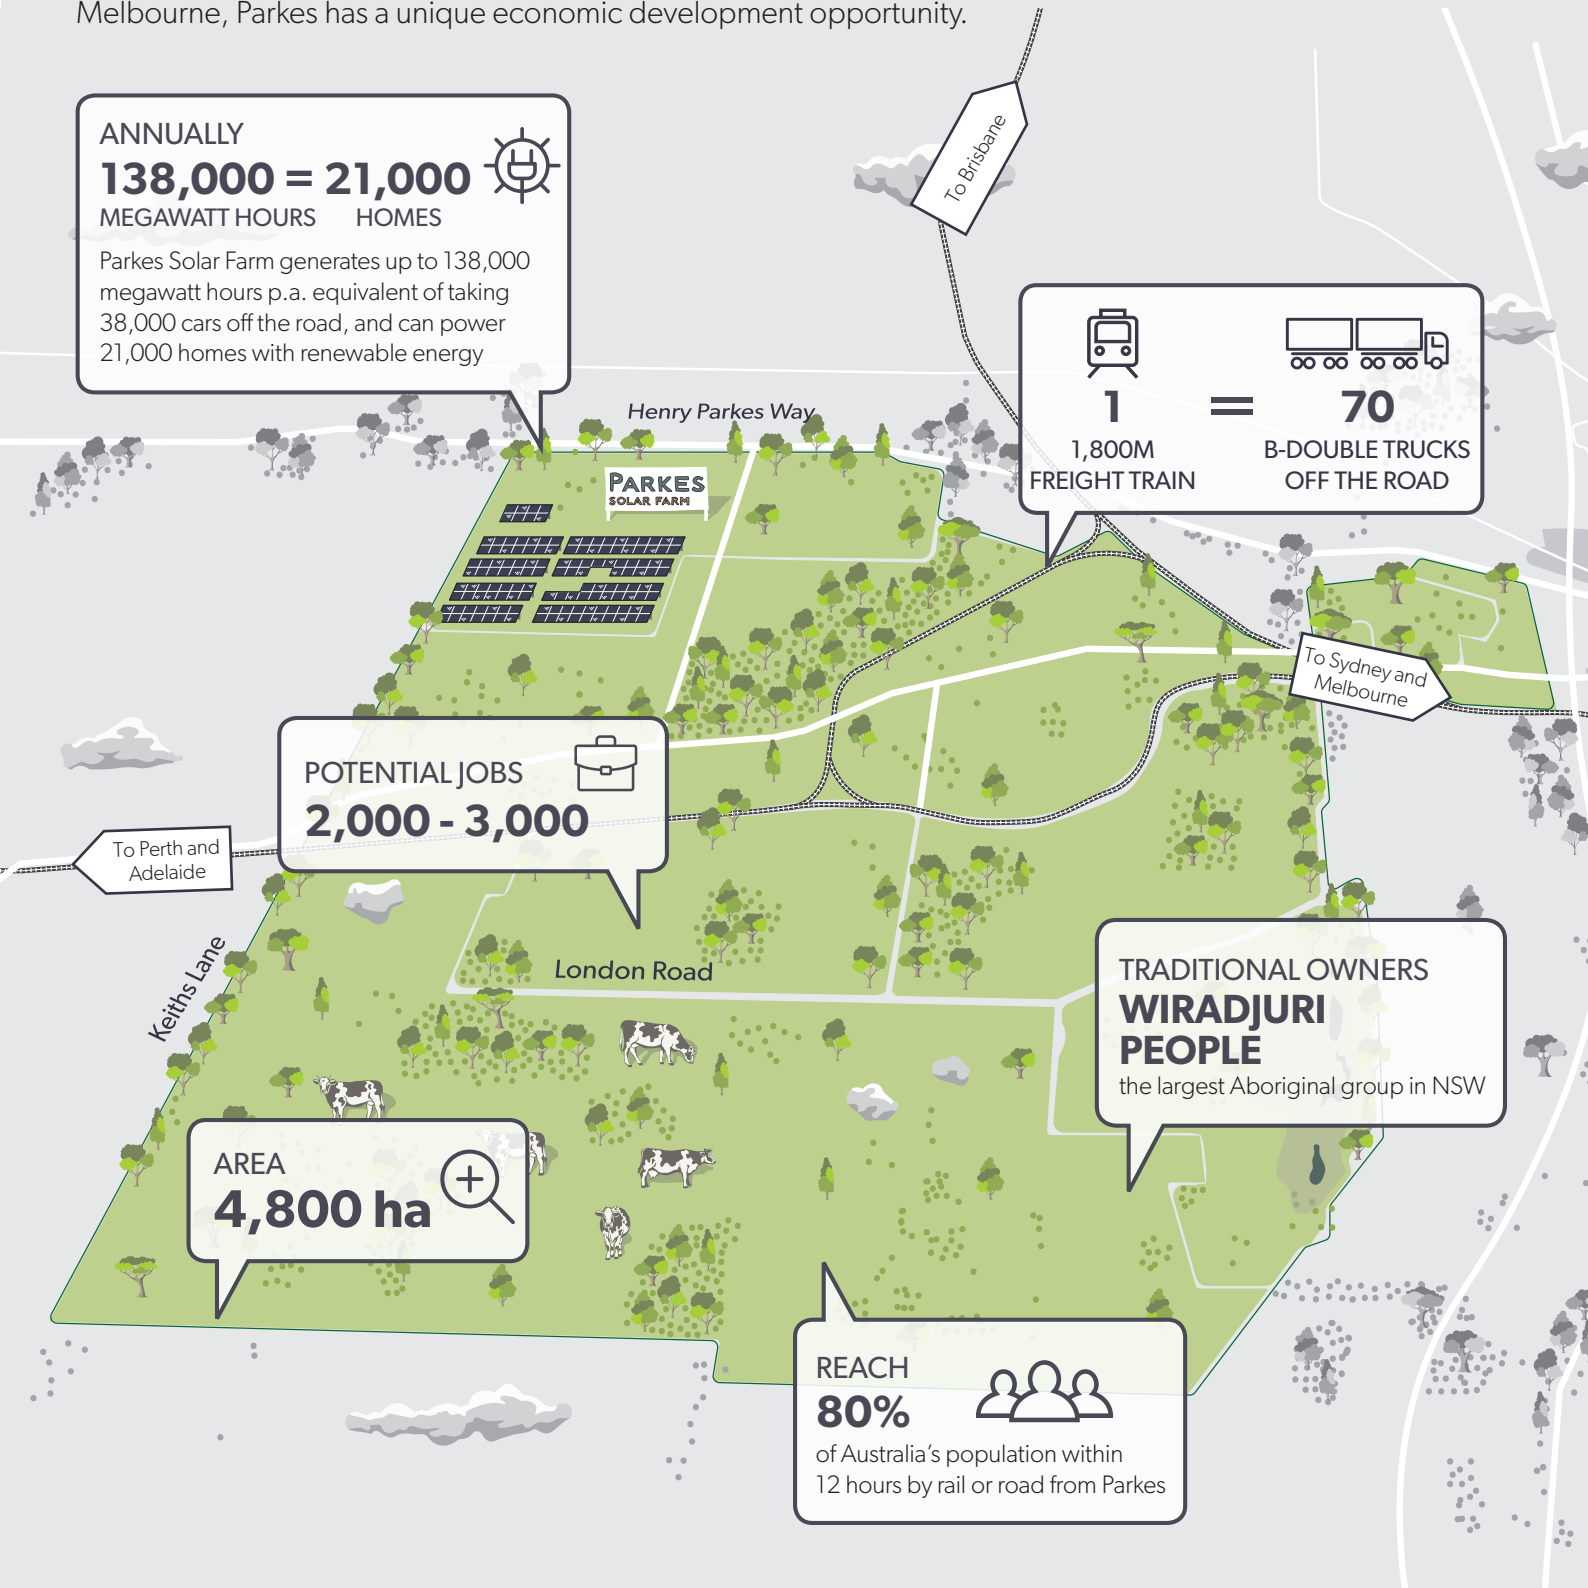 Melbourne, Parkes has a unique economic development opportunity.
ANNUALLY
138,000 = 21,000
MEGAWATT HOURS HOMES
Parkes Solar Farm generates up to 138,000
megawatt hours p.a. equivalent of taking
38,000 cars off the road, and can power
21,000 homes with renewable energy
To Brisbane
1 = 70
1,800M
FREIGHT TRAIN
B-DOUBLE TRUCKS
OFF THE ROAD
Henry Parkes Way
PARKES
SOLAR FARM
To Sydney and
Melbourne
POTENTIAL JOBS
2,000 - 3,000
To Perth and
Adelaide
Keiths Lane
London Road
TRADITIONAL OWNERS
WIRADJURI
PEOPLE
the largest Aboriginal group in NSW
AREA
4,800 ha
REACH
80%
of Australia's population within
12 hours by rail or road from Parkes